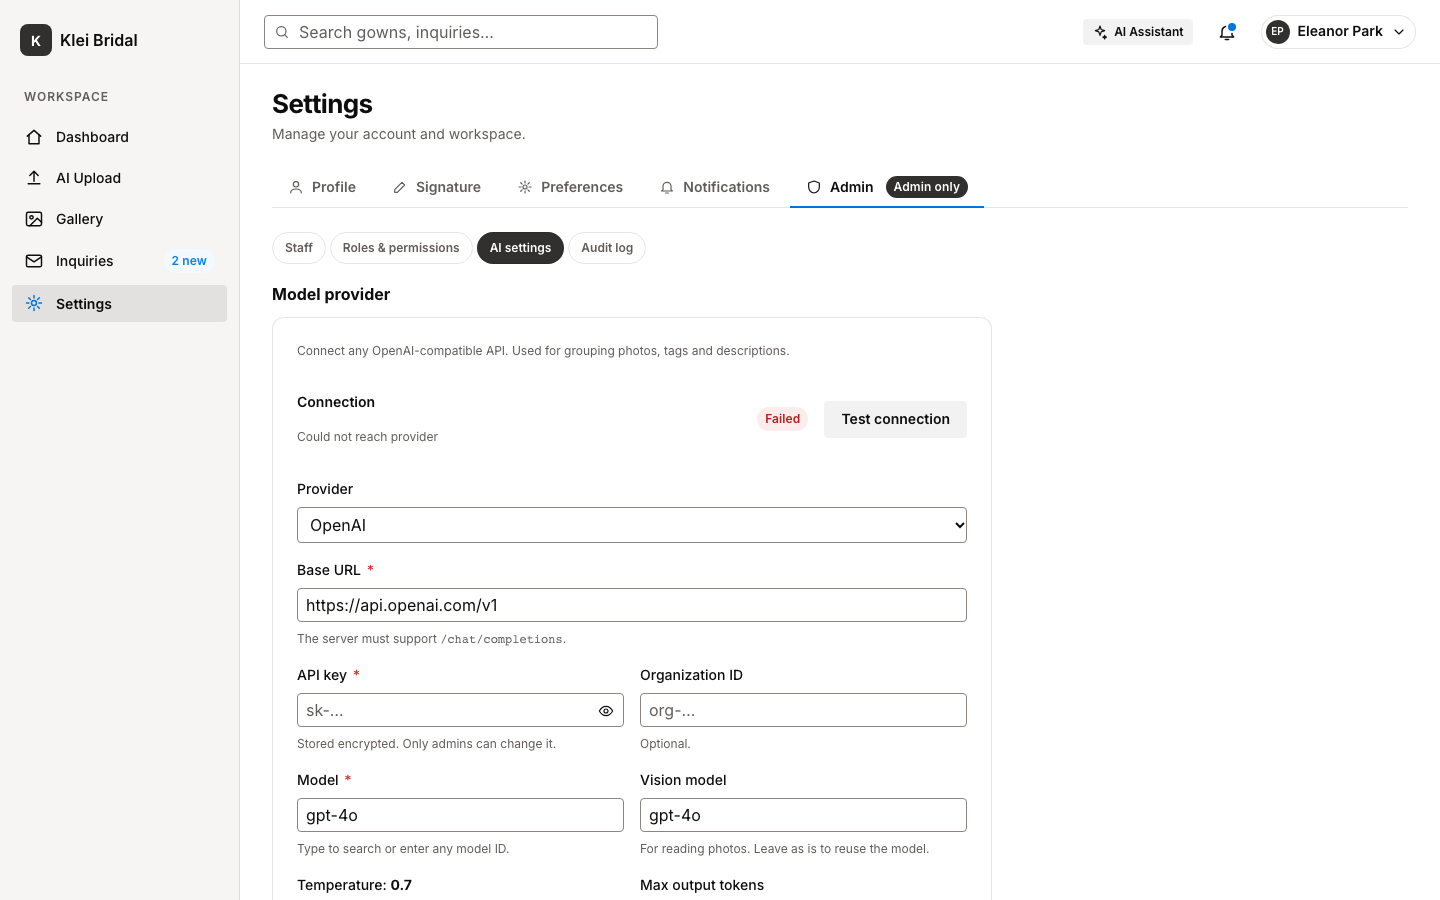 K Klei Bridal
Search gowns, inquiries...
AI Assistant
EP Eleanor Park
WORKSPACE
Dashboard
AI Upload
Gallery
Inquiries 2 new
Settings
Settings
Manage your account and workspace.
Profile Signature Preferences Notifications Admin Admin only
Staff Roles & permissions AI settings Audit log
Model provider
Connect any OpenAI-compatible API. Used for grouping photos, tags and descriptions.
Connection
Could not reach provider
Failed Test connection
Provider
OpenAI
Base URL *
https://api.openai.com/v1
The server must support /chat/completions.
API key * Organization ID
sk-... org-...
Stored encrypted. Only admins can change it. Optional.
Model * Vision model
gpt-4o gpt-4o
Type to search or enter any model ID. For reading photos. Leave as is to reuse the model.
Temperature: 0.7 Max output tokens